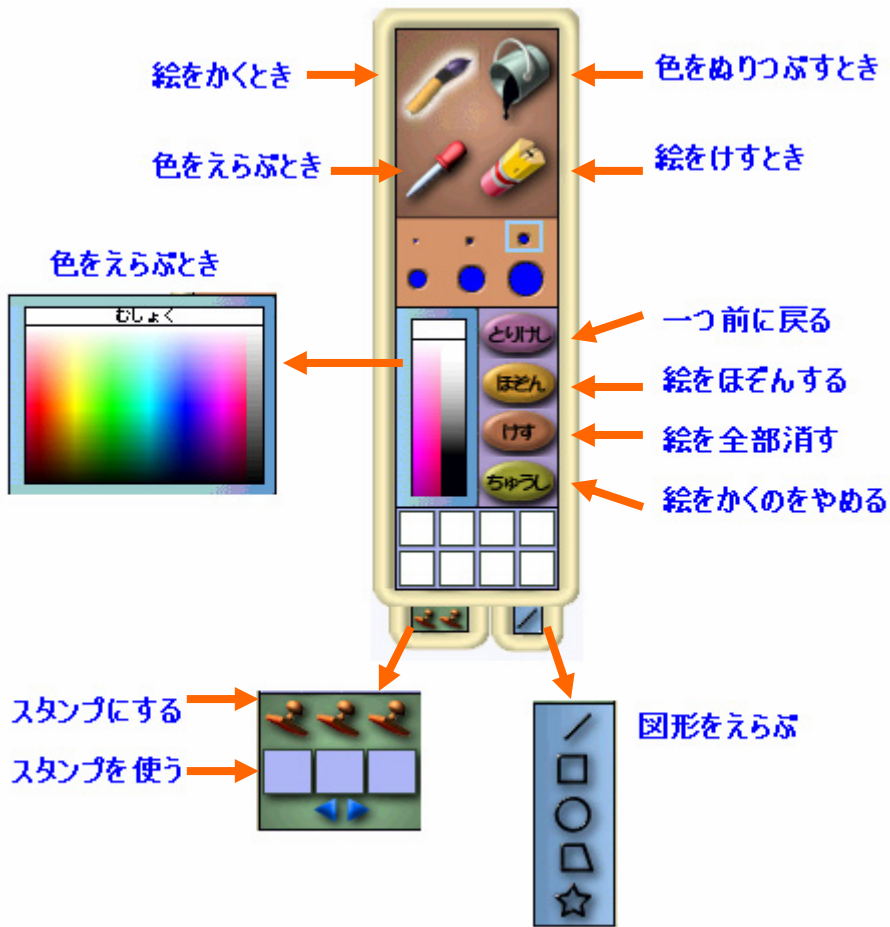 絵をかくとき
色をぬりつぶすとき
色をえらぶとき
絵をけすとき
色をえらぶとき
むしょく
とりけし
一つ前に戻る
ほぞん
絵をほぞんする
けす
絵を全部消す
ちゅうし
絵をかくのをやめる
スタンプにする
図形をえらぶ
スタンプを使う